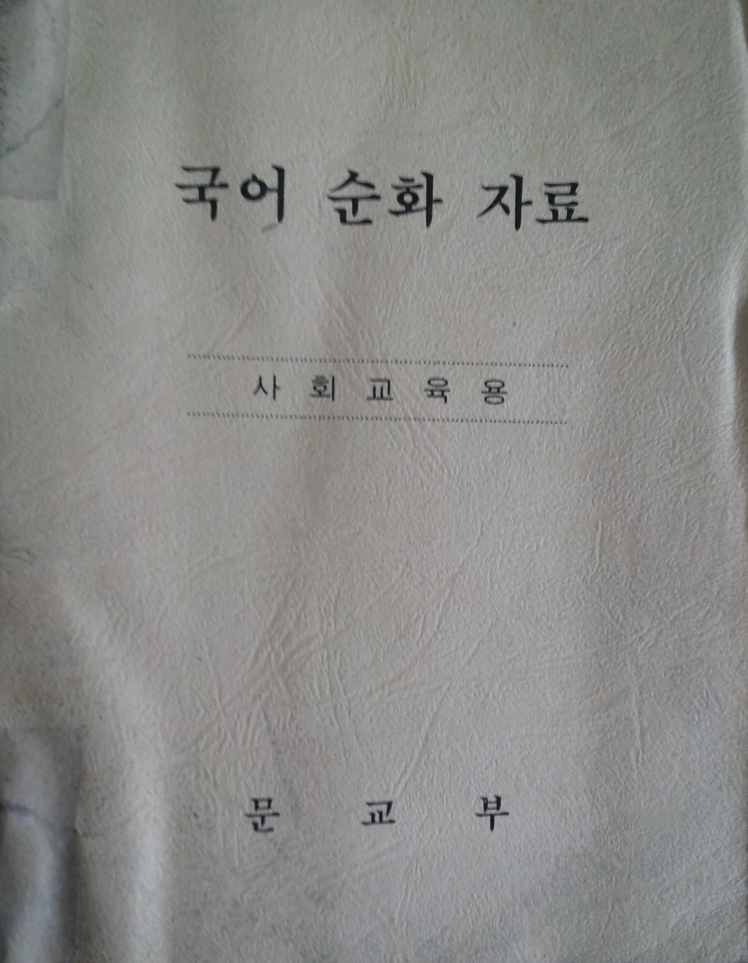 국어 순화 자료
사회교육용
문교부